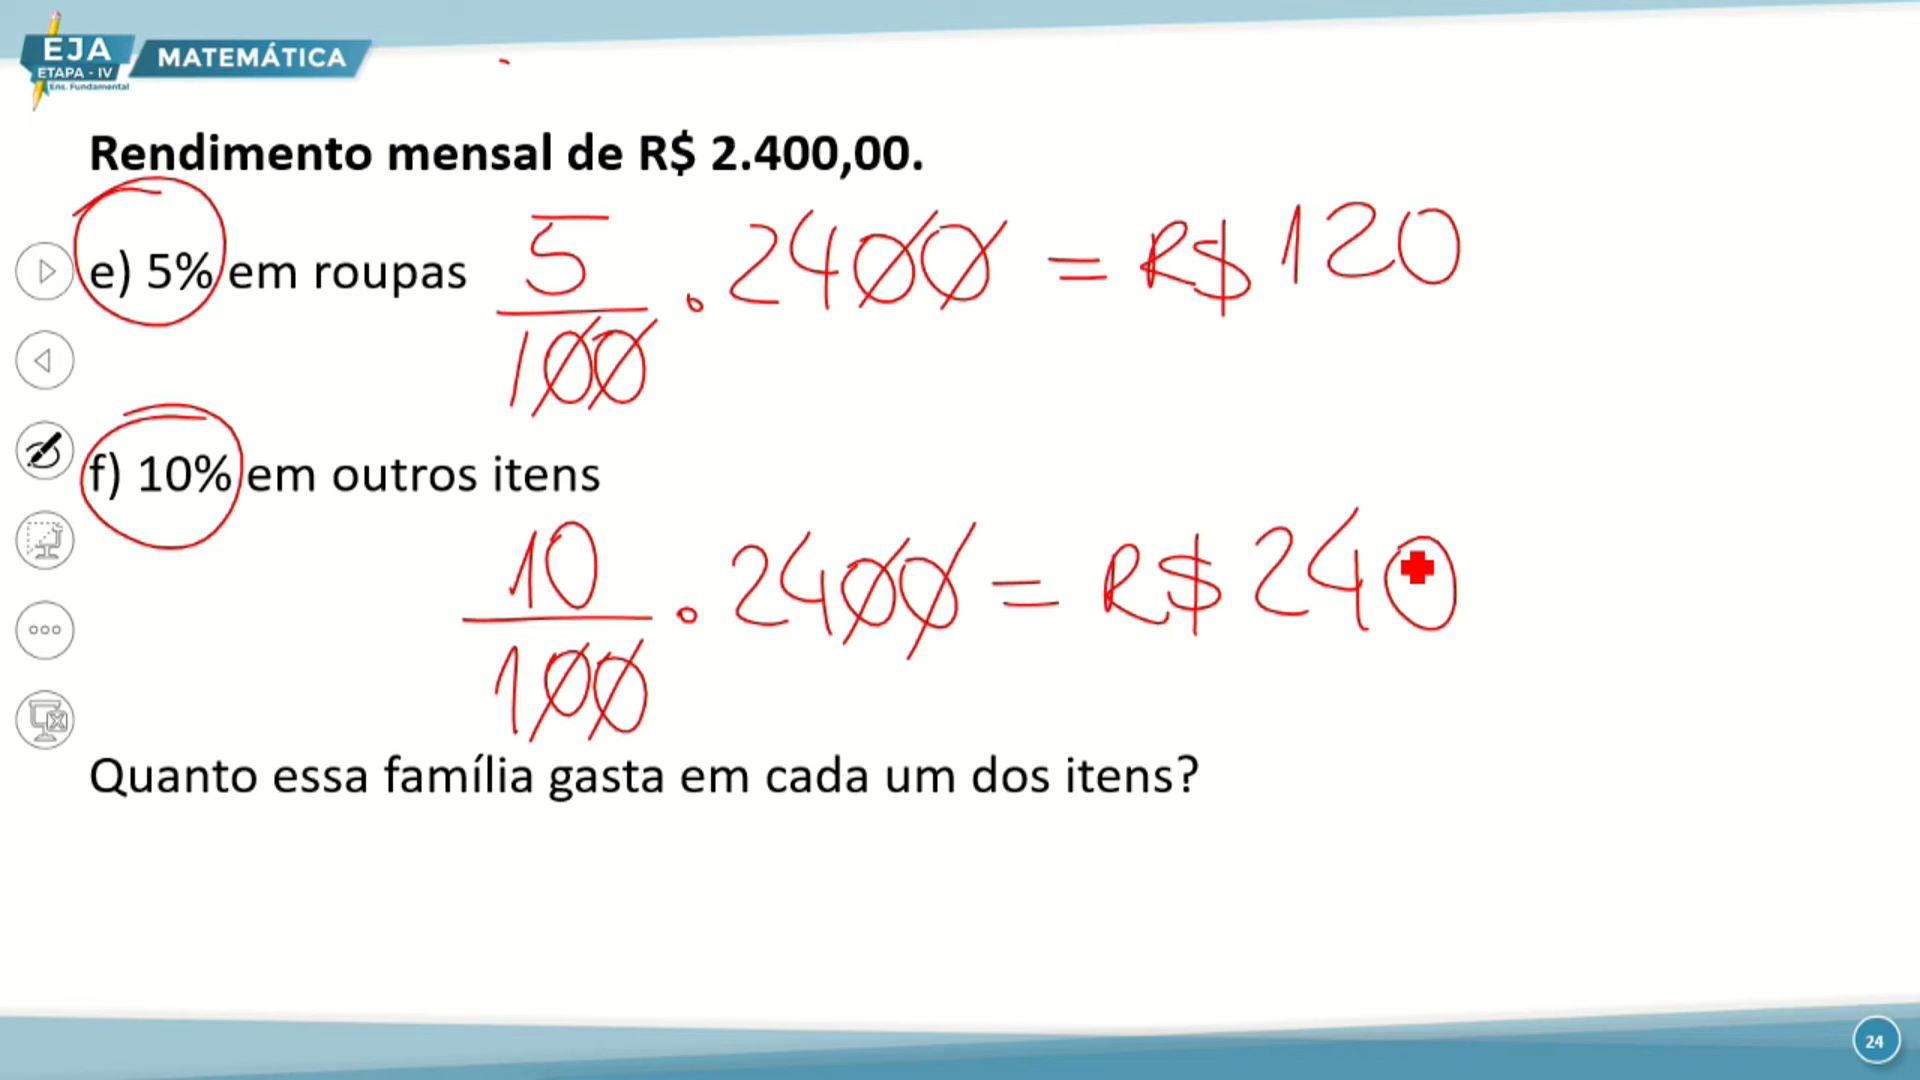 EJA
ETAPA - IV
Ens. Fundamental
MATEMÁTICA
Rendimento mensal de R$ 2.400,00.
e) 5% em roupas
5/100 . 2400 = R$ 120
f) 10% em outros itens
10/100 . 2400 = R$ 240
Quanto essa família gasta em cada um dos itens?
24